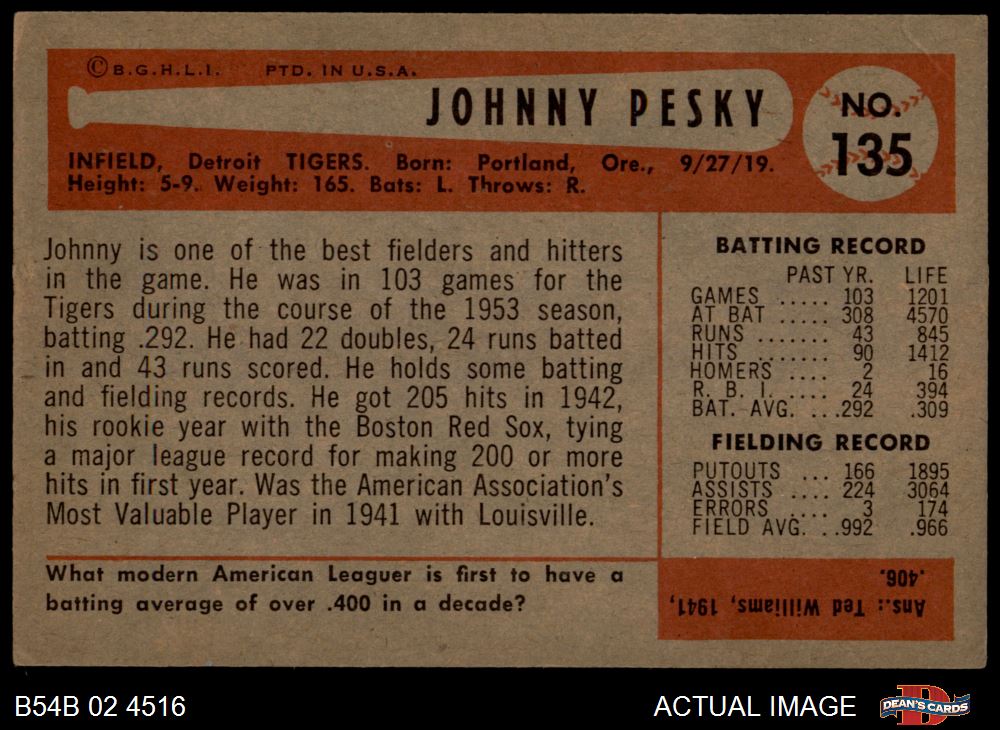 ©B.G.H.L.I. PTD. IN U.S.A.
JOHNNY PESKY
NO.
135
INFIELD, Detroit TIGERS. Born: Portland, Ore., 9/27/19.
Height: 5-9. Weight: 165. Bats: L. Throws: R.
Johnny is one of the best fielders and hitters
in the game. He was in 103 games for the
Tigers during the course of the 1953 season,
batting .292. He had 22 doubles, 24 runs batted
in and 43 runs scored. He holds some batting
and fielding records. He got 205 hits in 1942,
his rookie year with the Boston Red Sox, tying
a major league record for making 200 or more
hits in first year. Was the American Association's
Most Valuable Player in 1941 with Louisville.
BATTING RECORD
PAST YR. LIFE
GAMES ..... 103 1201
AT BAT ..... 308 4570
RUNS ...... 43 845
HITS ....... 90 1412
HOMERS .... 2 16
R. B. I. .... 24 394
BAT. AVG. ...292 .309
FIELDING RECORD
PUTOUTS ... 166 1895
ASSISTS .... 224 3064
ERRORS .... 3 174
FIELD AVG. ..992 .966
What modern American Leaguer is first to have a
batting average of over .400 in a decade?
Ans.: Ted Williams, 1941,
.406.
B54B 02 4516
ACTUAL IMAGE
D
DEAN'S CARDS